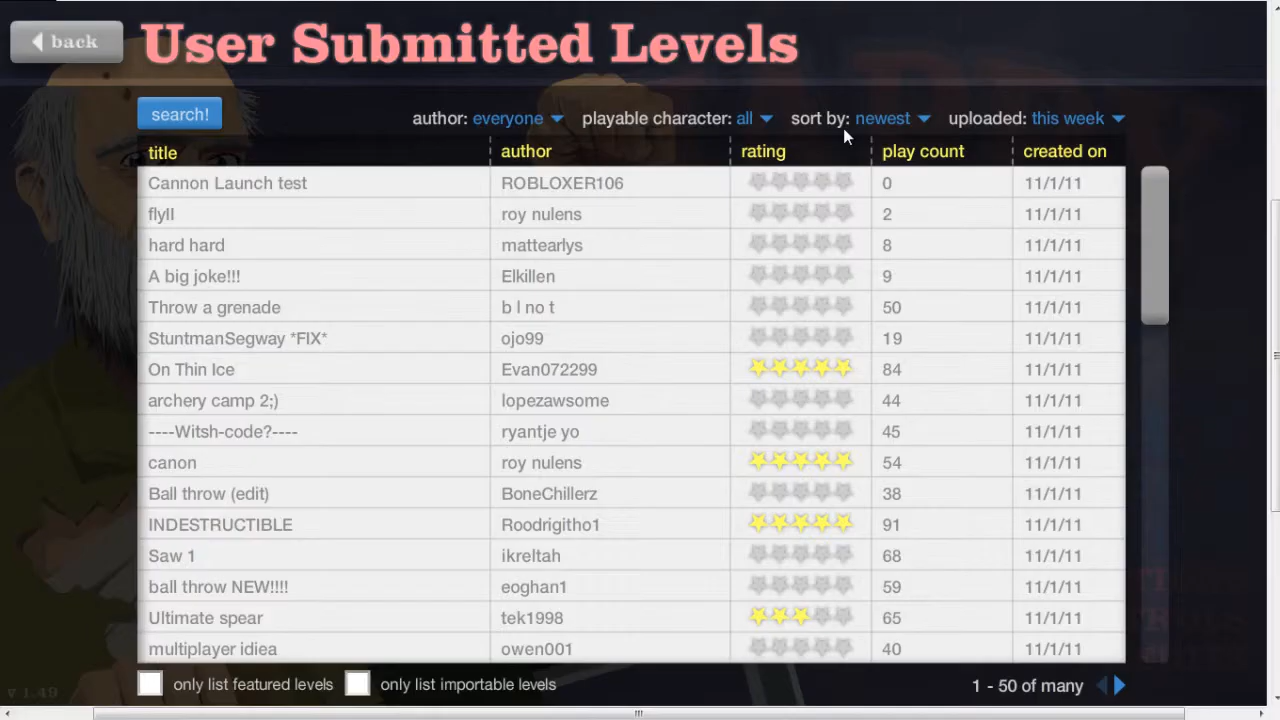 back
User Submitted Levels
search!
author: everyone playable character: all sort by: newest uploaded: this week
title author rating play count created on
Cannon Launch test ROBLOXER106 0 11/1/11
flyII roy nulens 2 11/1/11
hard hard mattearlys 8 11/1/11
A big joke!!! Elkillen 9 11/1/11
Throw a grenade b l no t 50 11/1/11
StuntmanSegway *FIX* ojo99 19 11/1/11
On Thin Ice Evan072299 84 11/1/11
archery camp 2;) lopezawsome 44 11/1/11
----Witsh-code?---- ryantje yo 45 11/1/11
canon roy nulens 54 11/1/11
Ball throw (edit) BoneChillerz 38 11/1/11
INDESTRUCTIBLE Roodrigitho1 91 11/1/11
Saw 1 ikreltah 68 11/1/11
ball throw NEW!!!! eoghan1 59 11/1/11
Ultimate spear tek1998 65 11/1/11
multiplayer idiea owen001 40 11/1/11
only list featured levels only list importable levels 1 - 50 of many
v 1.49